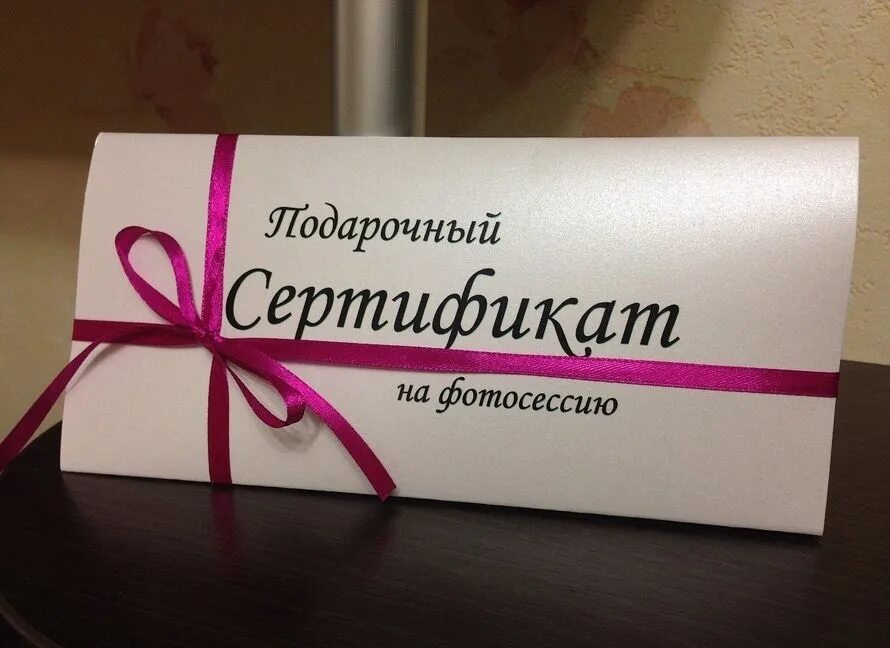 Подарочный
Сертификат
на фотосессию